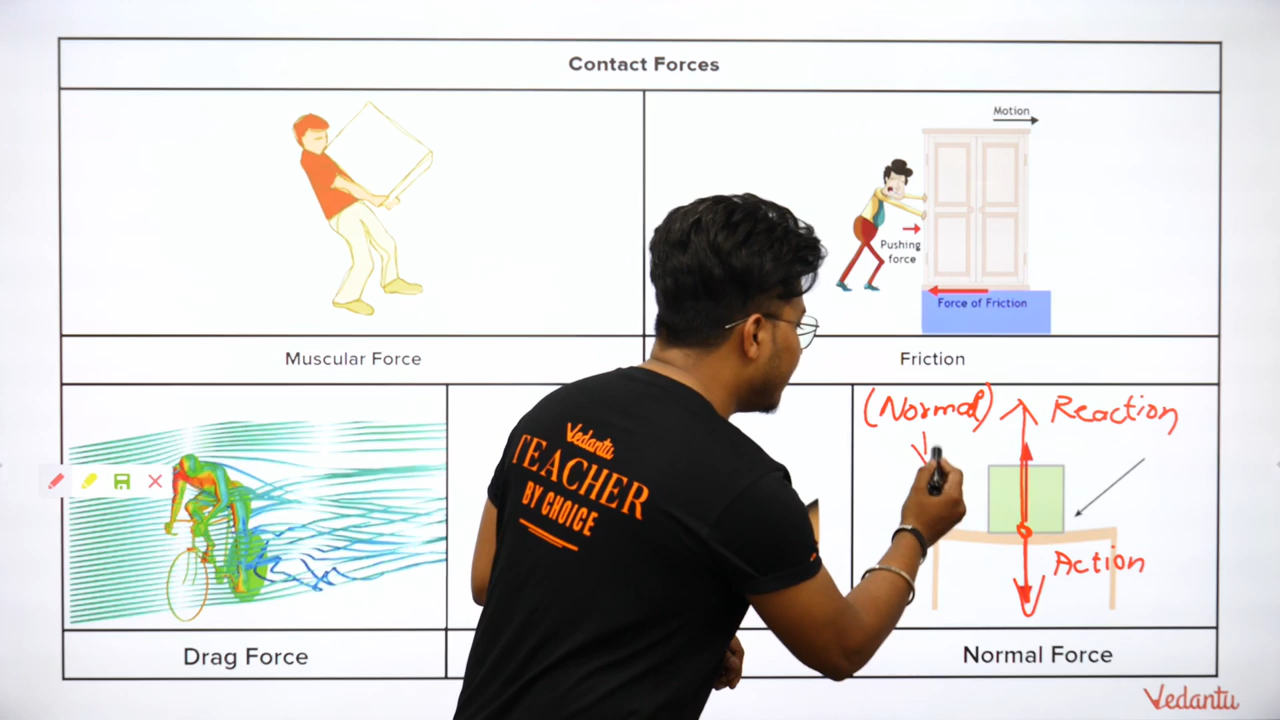 Contact Forces
Motion
Pushing
force
Force of Friction
Muscular Force
Friction
(Normal)
Reaction
Action
Drag Force
Normal Force
Vedantu
TEACHER
BY CHOICE
Vedantu